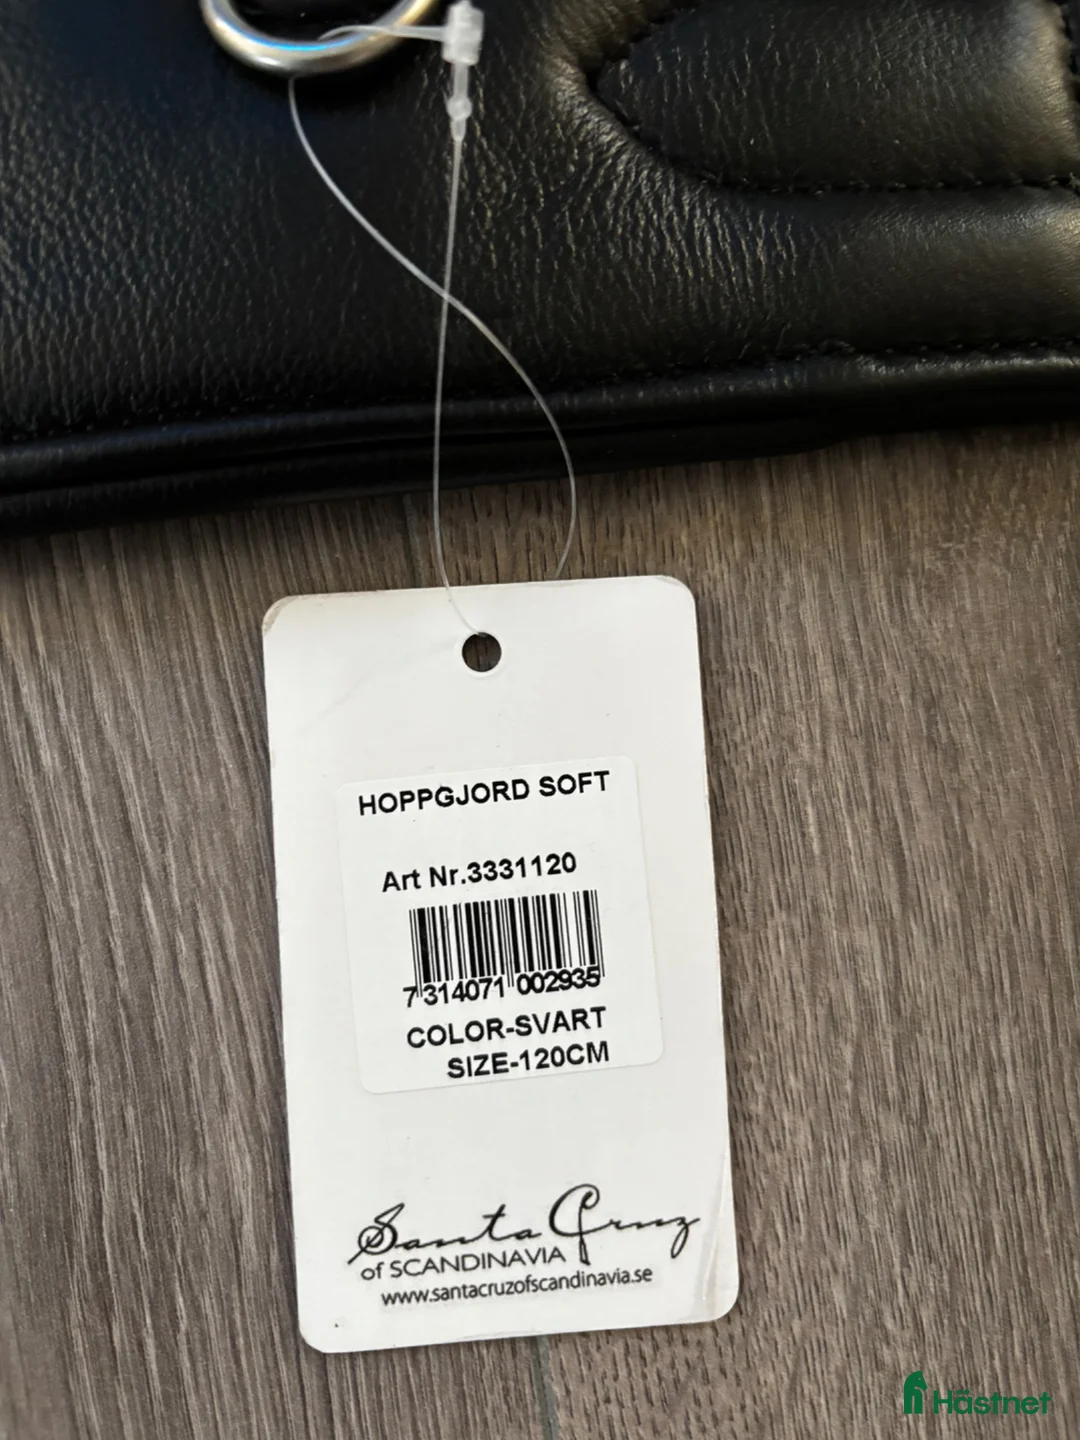 HOPPGJORD SOFT
Art Nr.3331120
7 314071 002935
COLOR-SVART
SIZE-120CM
Santa Cruz
of SCANDINAVIA
www.santacruzofscandinavia.se
Hästnet